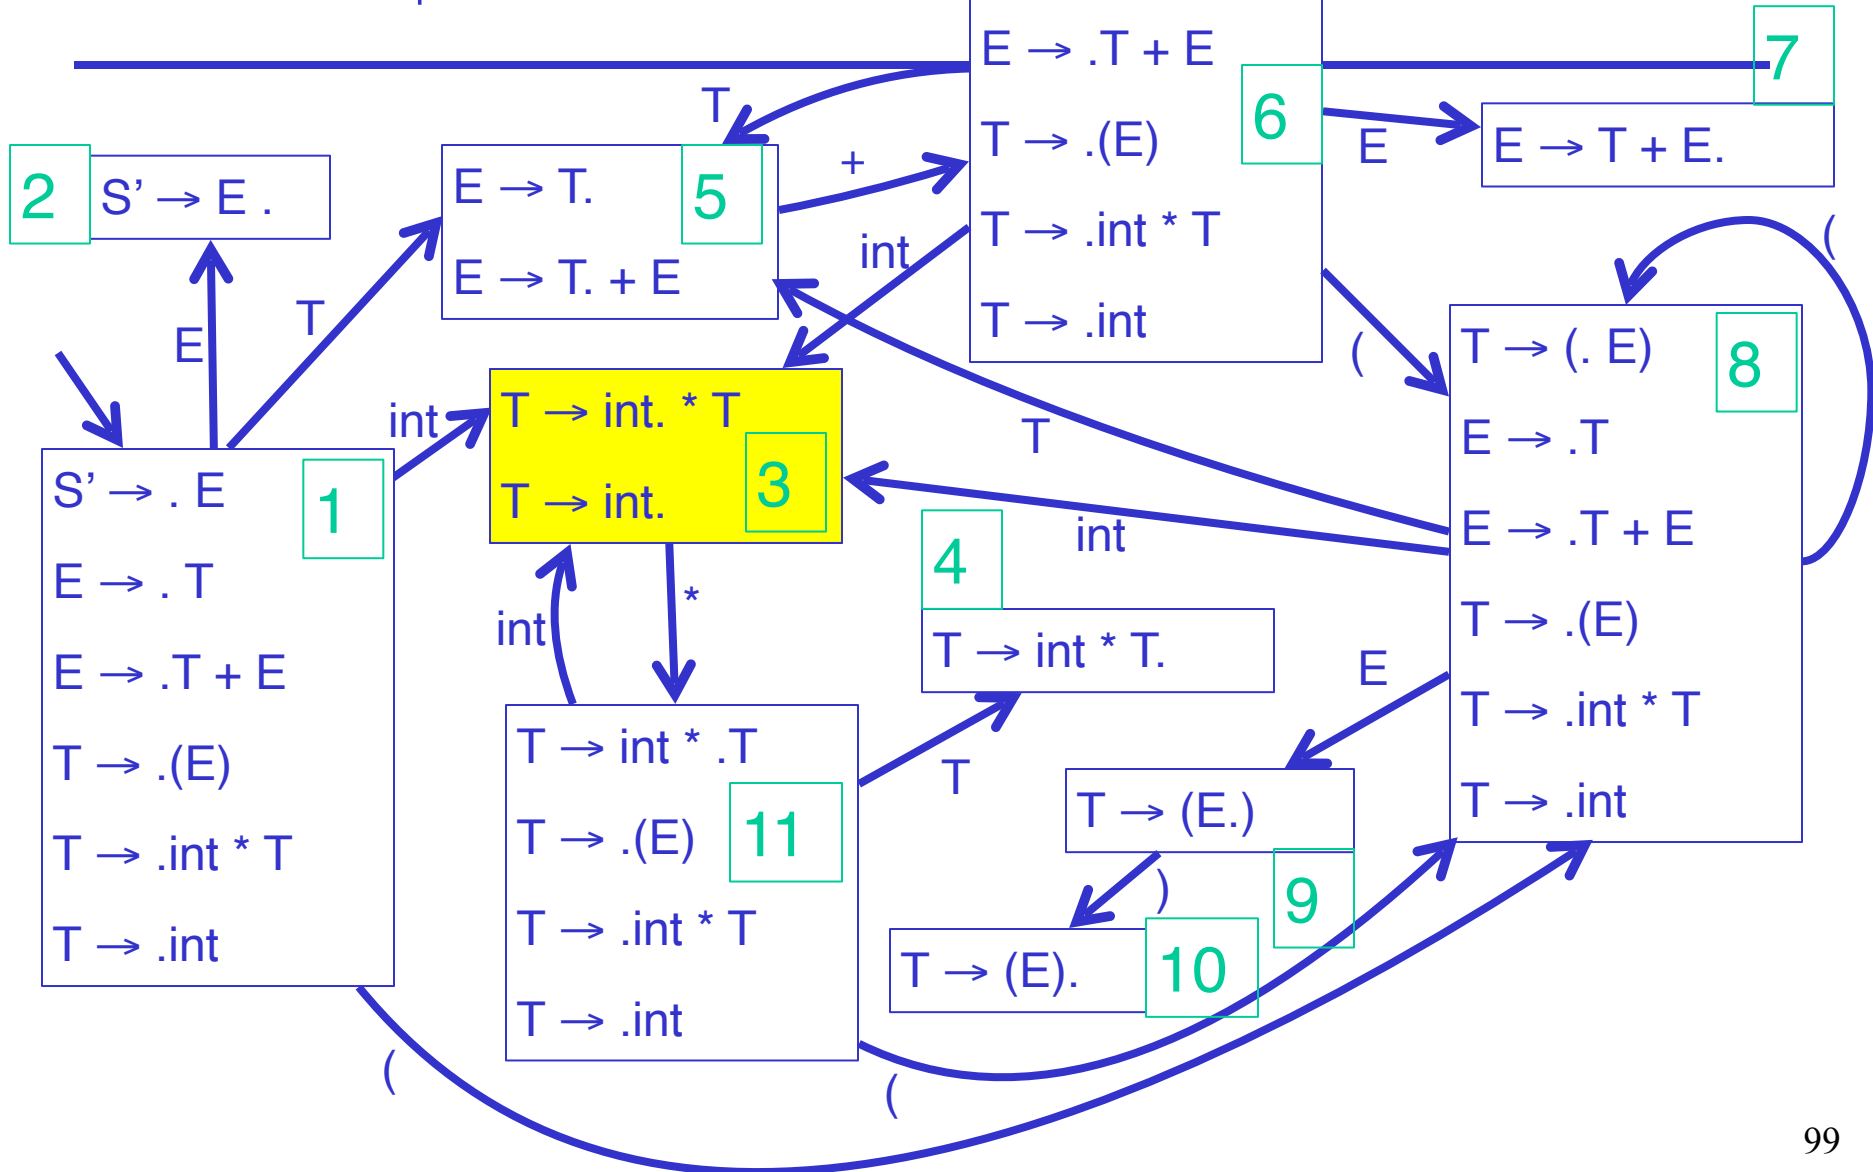 E → .T + E
T → .(E)
T → .int * T
T → .int
6
7
E
E → T + E.
T
2
S’ → E .
E → T.
E → T. + E
5
+
int
(
(
E
T
int
T → int. * T
T → int.
3
T
int
T → (. E)
E → .T
E → .T + E
T → .(E)
T → .int * T
T → .int
8
S’ → . E
E → . T
E → .T + E
T → .(E)
T → .int * T
T → .int
1
int
*
4
T → int * T.
E
T → int * .T
T → .(E)
T → .int * T
T → .int
11
T
T → (E.)
9
)
T → (E).
10
(
(
99